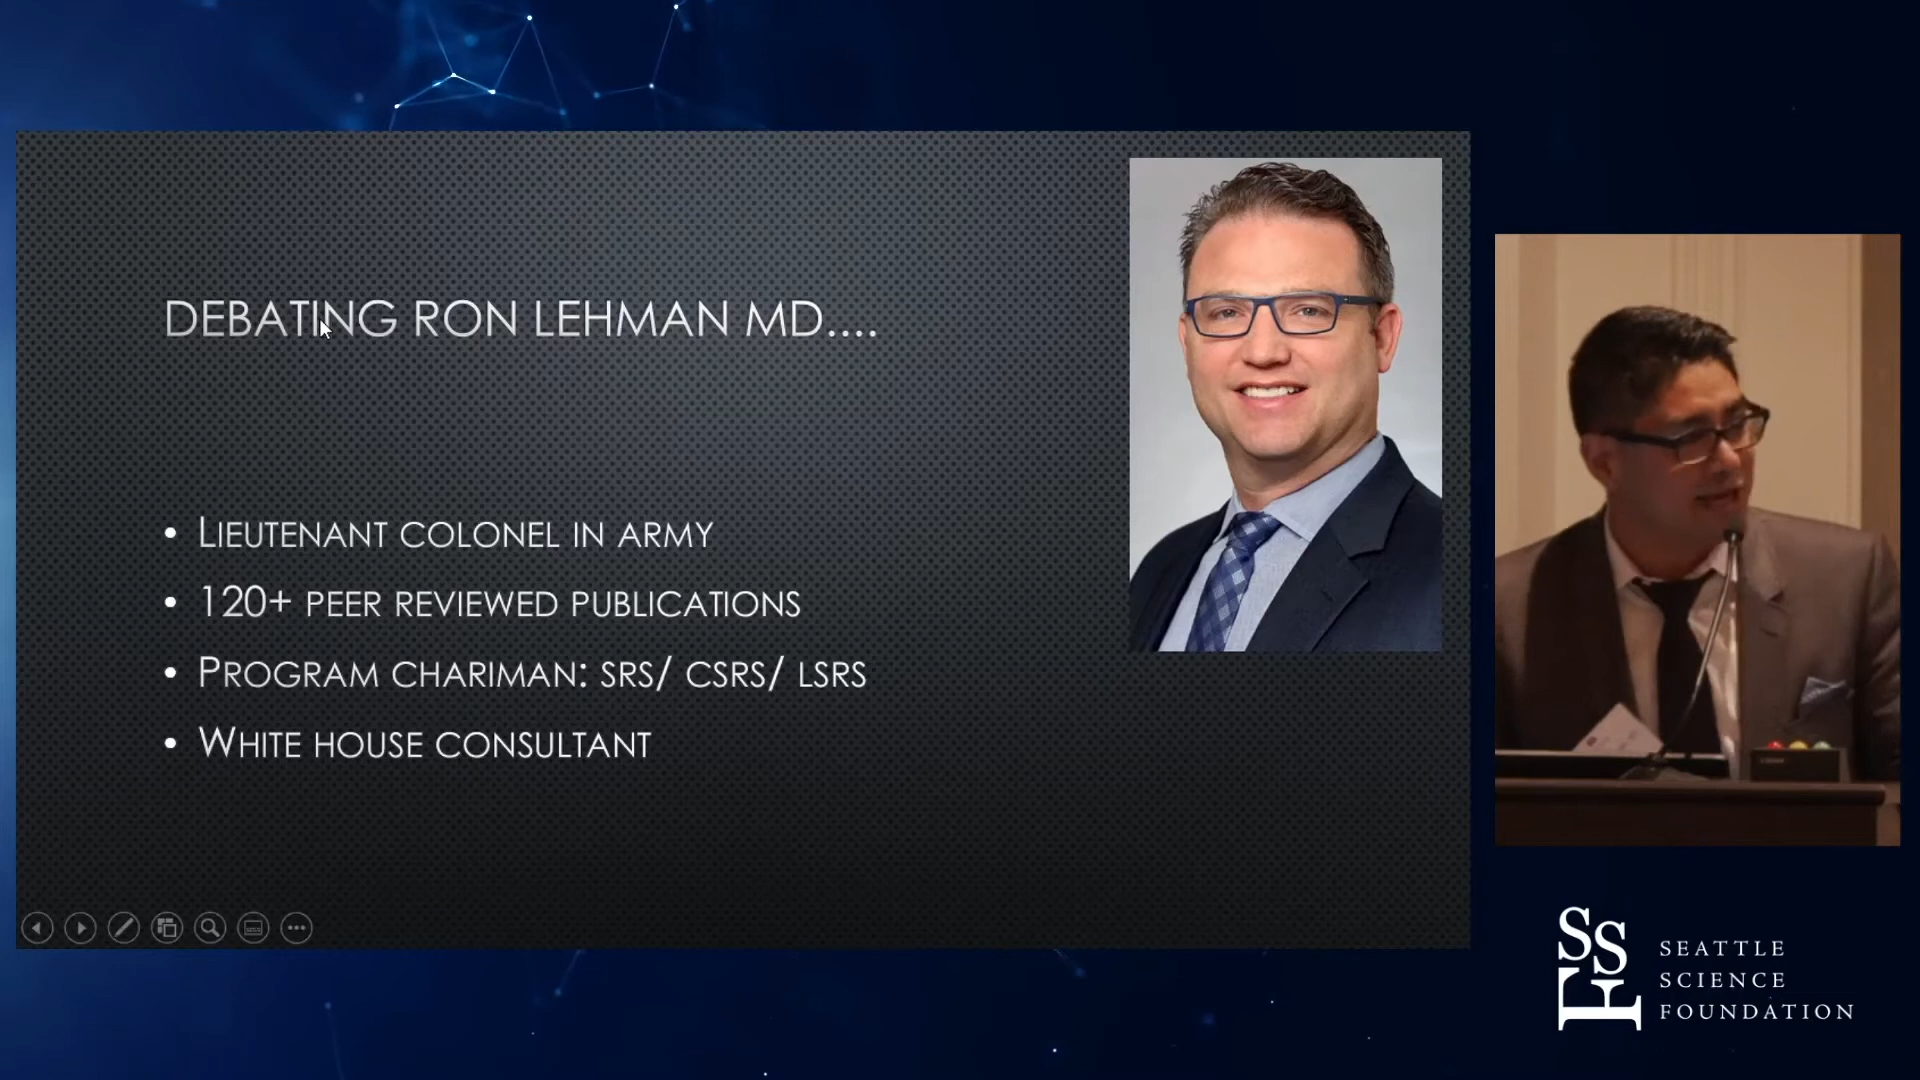 DEBATING RON LEHMAN MD....
• LIEUTENANT COLONEL IN ARMY
• 120+ PEER REVIEWED PUBLICATIONS
• PROGRAM CHARIMAN: SRS/ CSRS/ LSRS
• WHITE HOUSE CONSULTANT
SSF
SEATTLE
SCIENCE
FOUNDATION